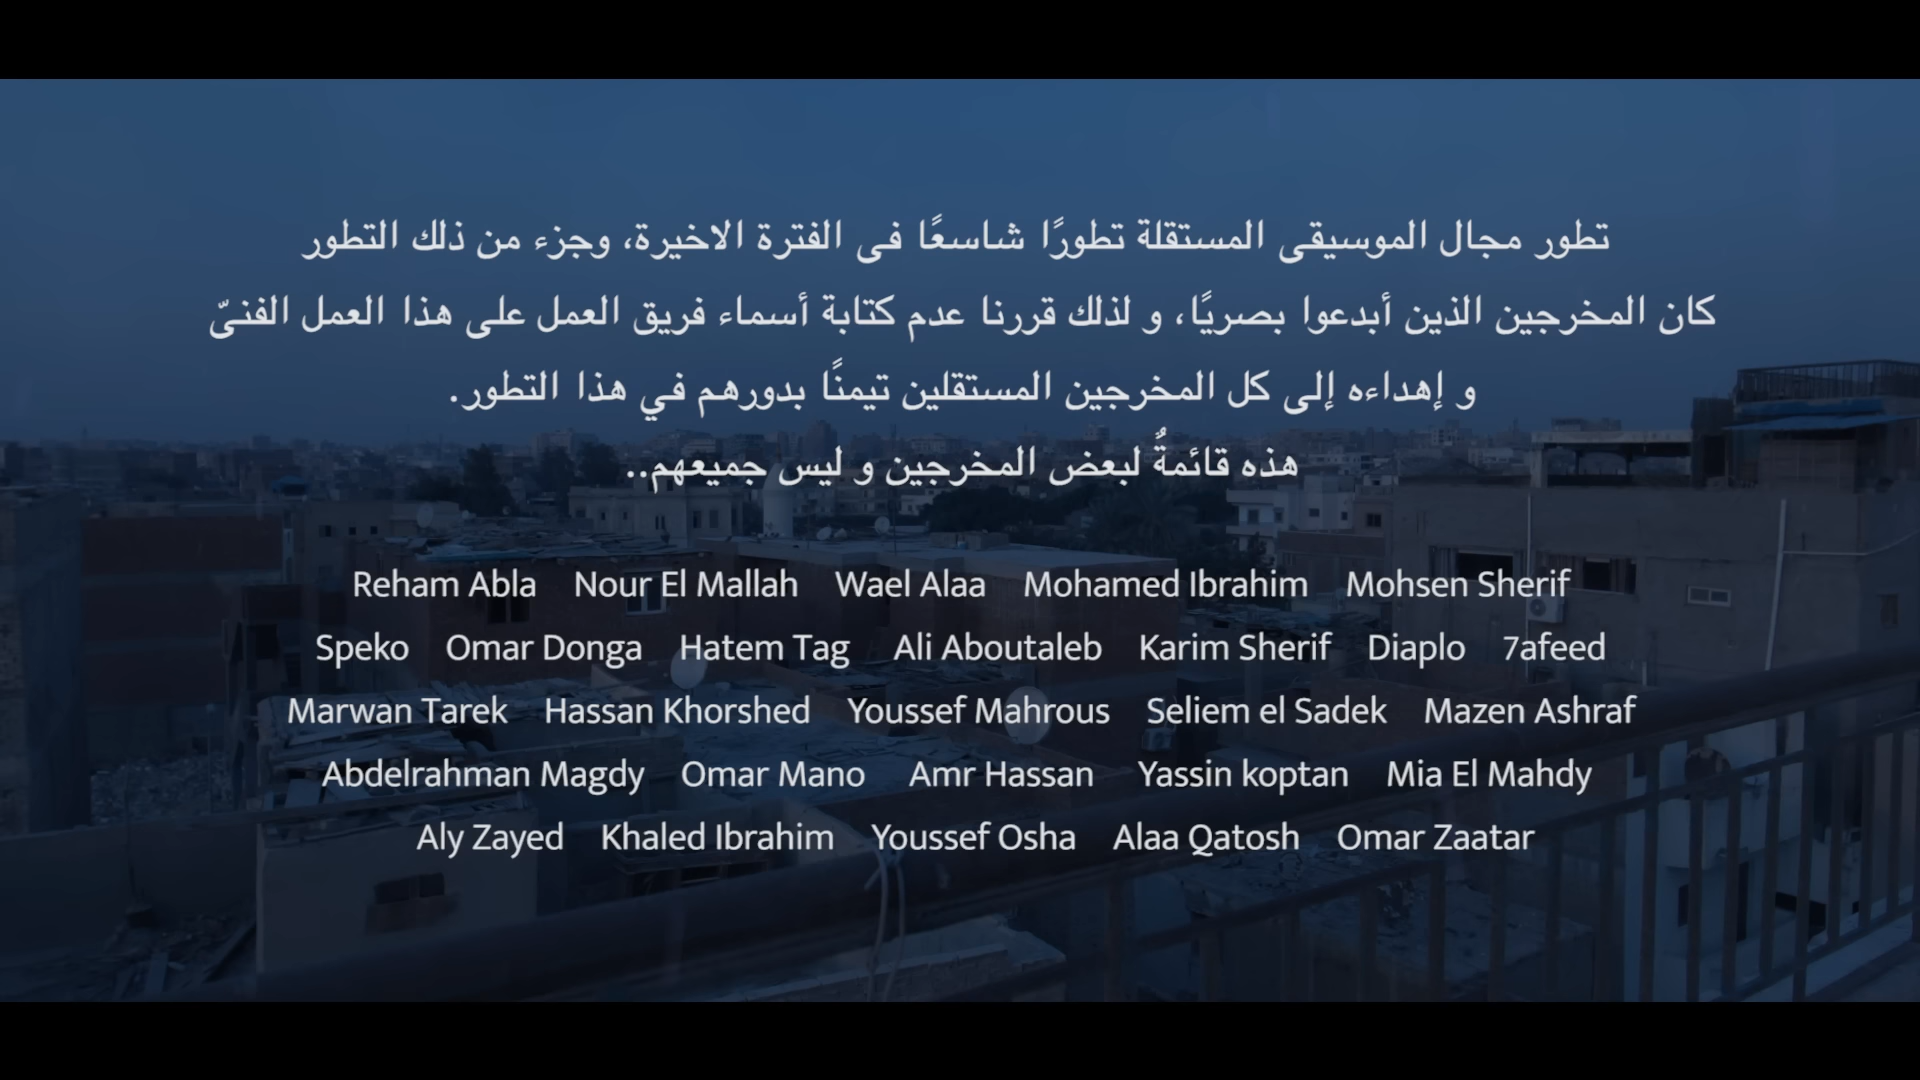 تطور مجال الموسيقى المستقلة تطورًا شاسعًا فى الفترة الاخيرة، وجزء من ذلك التطور
كان المخرجين الذين أبدعوا بصريًا، و لذلك قررنا عدم كتابة أسماء فريق العمل على هذا العمل الفنىّ
و إهداءه إلى كل المخرجين المستقلين تيمنًا بدورهم في هذا التطور.
هذه قائمةٌ لبعض المخرجين و ليس جميعهم..
Reham Abla Nour El Mallah Wael Alaa Mohamed Ibrahim Mohsen Sherif
Speko Omar Donga Hatem Tag Ali Aboutaleb Karim Sherif Diaplo 7afeed
Marwan Tarek Hassan Khorshed Youssef Mahrous Seliem el Sadek Mazen Ashraf
Abdelrahman Magdy Omar Mano Amr Hassan Yassin koptan Mia El Mahdy
Aly Zayed Khaled Ibrahim Youssef Osha Alaa Qatosh Omar Zaatar